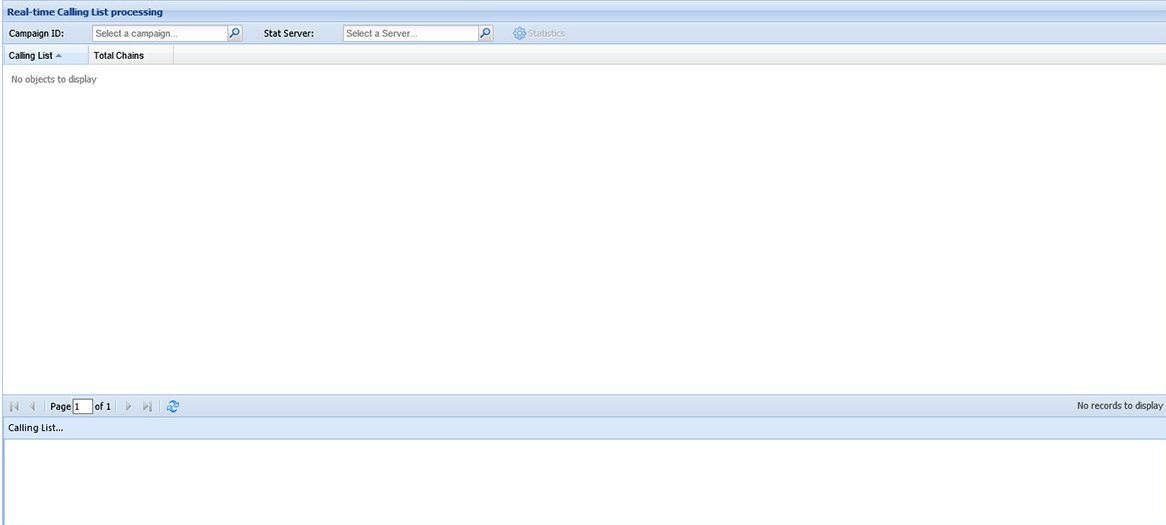 Real-time Calling List processing
Campaign ID: Select a campaign... Stat Server: Select a Server... Statistics
Calling List Total Chains
No objects to display
Page 1 of 1 No records to display
Calling List...